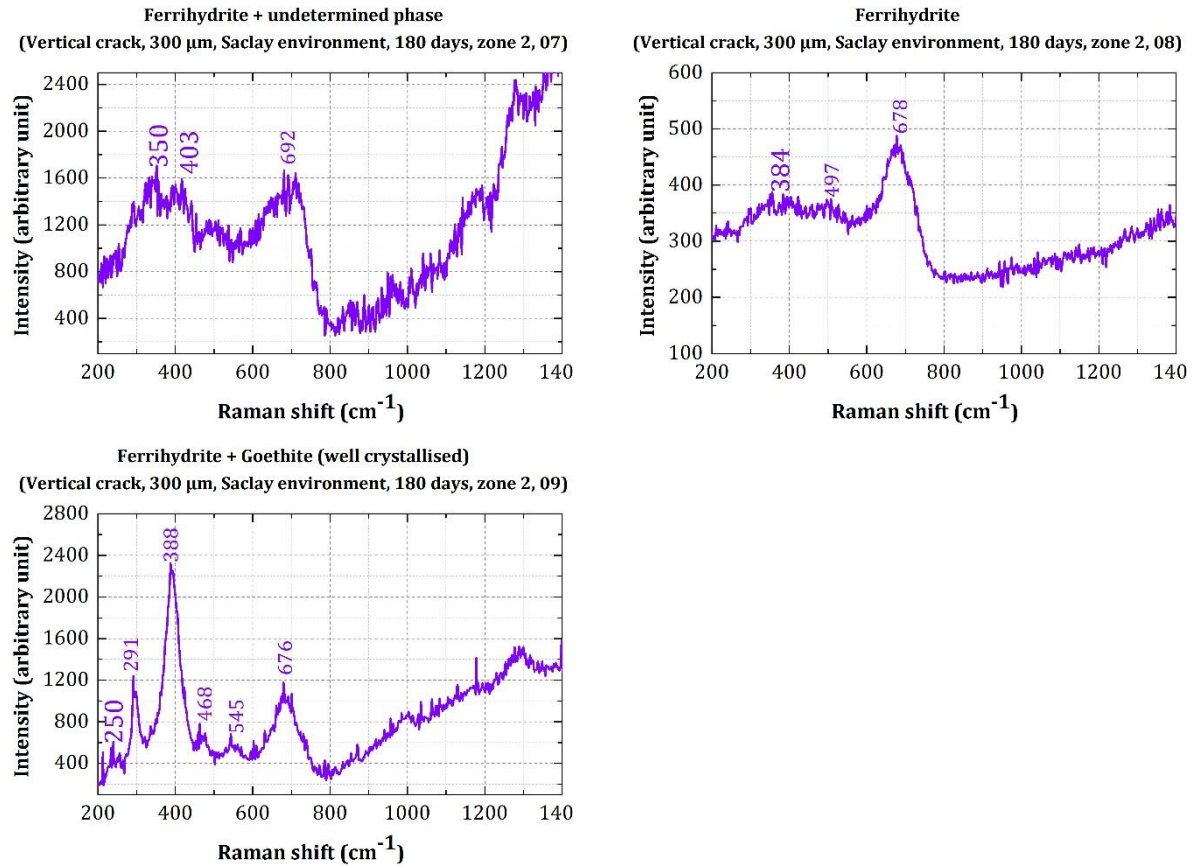 Ferrihydrite + undetermined phase
(Vertical crack, 300 µm, Saclay environment, 180 days, zone 2, 07)
Intensity (arbitrary unit)
2400
2000
1600
1200
800
400
350
403
692
200 400 600 800 1000 1200 140
Raman shift (cm-1)
Ferrihydrite
(Vertical crack, 300 µm, Saclay environment, 180 days, zone 2, 08)
Intensity (arbitrary unit)
600
500
400
300
200
100
384
497
678
200 400 600 800 1000 1200 140
Raman shift (cm-1)
Ferrihydrite + Goethite (well crystallised)
(Vertical crack, 300 µm, Saclay environment, 180 days, zone 2, 09)
Intensity (arbitrary unit)
2800
2400
2000
1600
1200
800
400
250
291
388
468
545
676
200 400 600 800 1000 1200 140
Raman shift (cm-1)